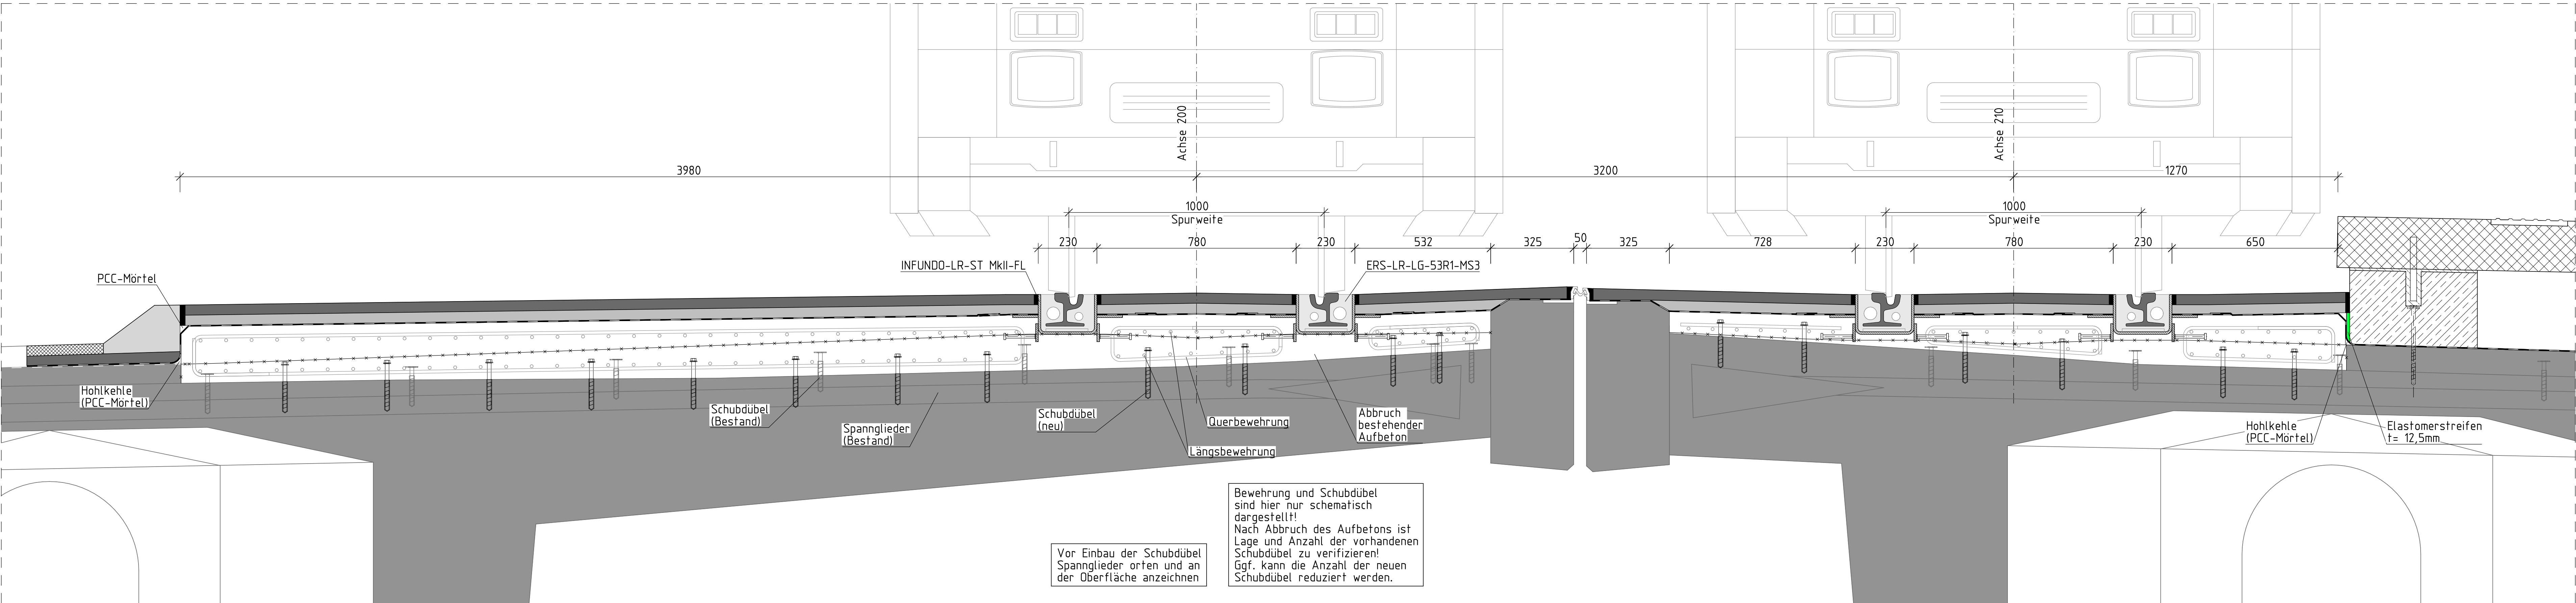 Achse 200
Achse 210
3980
3200
1270
1000
Spurweite
1000
Spurweite
230
780
230
532
325
50
325
728
230
780
230
650
PCC-Mörtel
INFUNDO-LR-ST MkII-FL
ERS-LR-LG-53R1-MS3
Hohlkehle
(PCC-Mörtel)
Schubdübel
(Bestand)
Spannglieder
(Bestand)
Schubdübel
(neu)
Querbewehrung
Längsbewehrung
Abbruch
bestehender
Aufbeton
Hohlkehle
(PCC-Mörtel)
Elastomerstreifen
t= 12,5mm
Vor Einbau der Schubdübel
Spannglieder orten und an
der Oberfläche anzeichnen
Bewehrung und Schubdübel
sind hier nur schematisch
dargestellt!
Nach Abbruch des Aufbetons ist
Lage und Anzahl der vorhandenen
Schubdübel zu verifizieren!
Ggf. kann die Anzahl der neuen
Schubdübel reduziert werden.